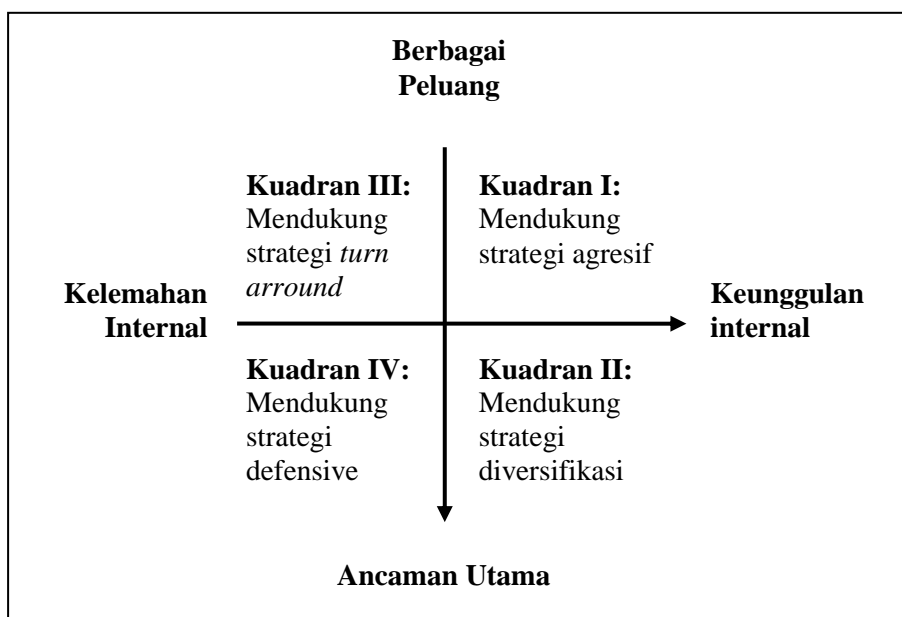 Berbagai
Peluang
Kuadran III:
Mendukung
strategi turn
arround
Kuadran I:
Mendukung
strategi agresif
Kelemahan
Internal
Keunggulan
internal
Kuadran IV:
Mendukung
strategi
defensive
Kuadran II:
Mendukung
strategi
diversifikasi
Ancaman Utama